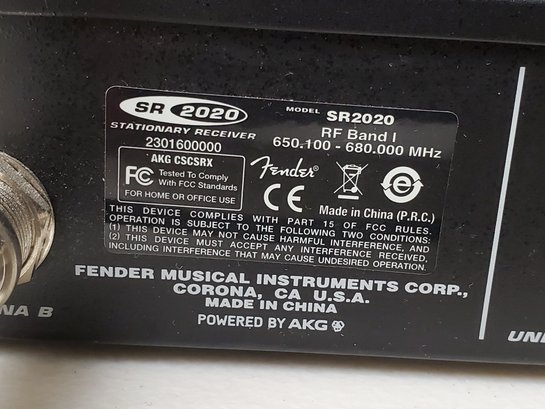 SR 2020
STATIONARY RECEIVER
2301600000
MODEL SR2020
RF Band I
650.100 - 680.000 MHz
AKG CSCSRX
FC Tested To Comply
With FCC Standards
FOR HOME OR OFFICE USE
Fender
CE
e
Made in China (P.R.C.)
THIS DEVICE COMPLIES WITH PART 15 OF FCC RULES.
OPERATION IS SUBJECT TO THE FOLLOWING TWO CONDITIONS:
(1) THIS DEVICE MAY NOT CAUSE HARMFUL INTERFERENCE, AND
(2) THIS DEVICE MUST ACCEPT ANY INTERFERENCE RECEIVED,
INCLUDING INTERFERENCE THAT MAY CAUSE UNDESIRED OPERATION.
FENDER MUSICAL INSTRUMENTS CORP.,
CORONA, CA U.S.A.
MADE IN CHINA
POWERED BY AKG
NA B
UN